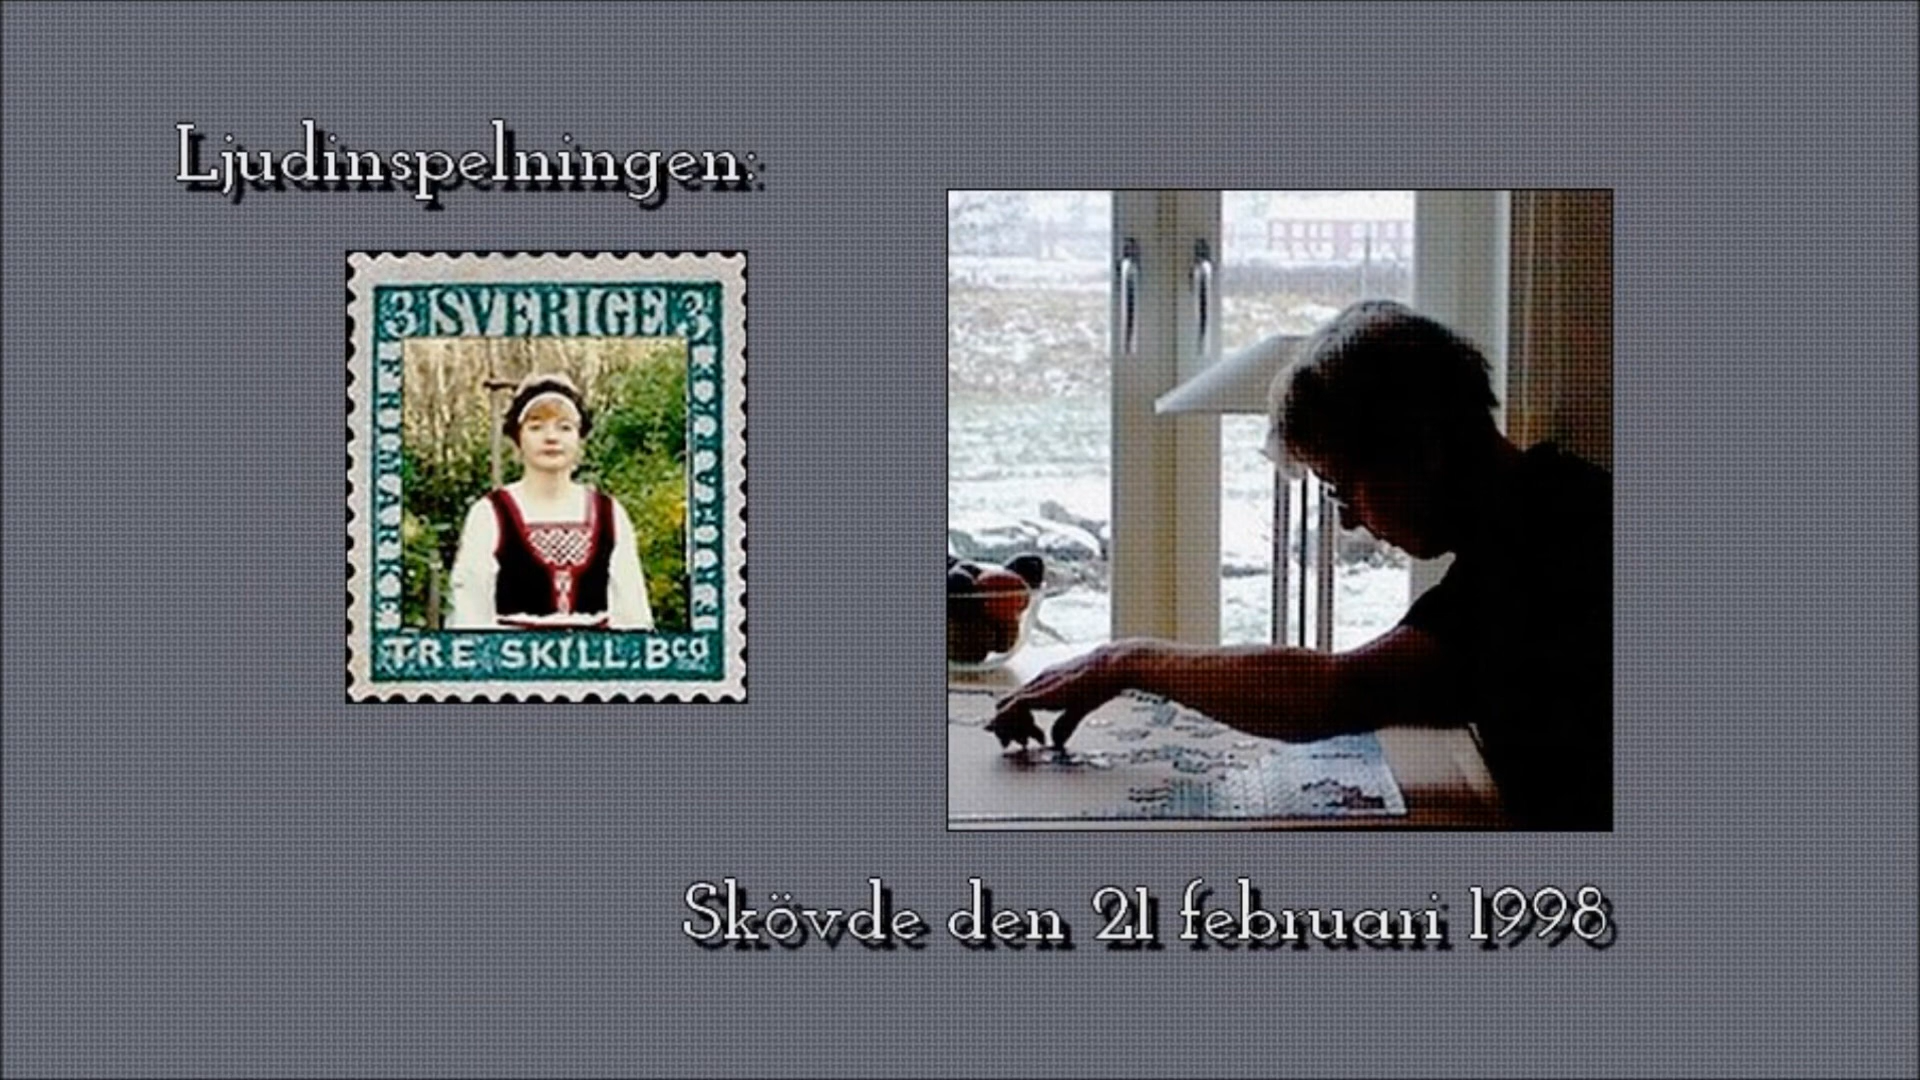 Ljudinspelningen:
3 SVERIGE 3
FRIMÄRKE
FRIMÄRKE
TRE SKILL. Bco
Skövde den 21 februari 1998